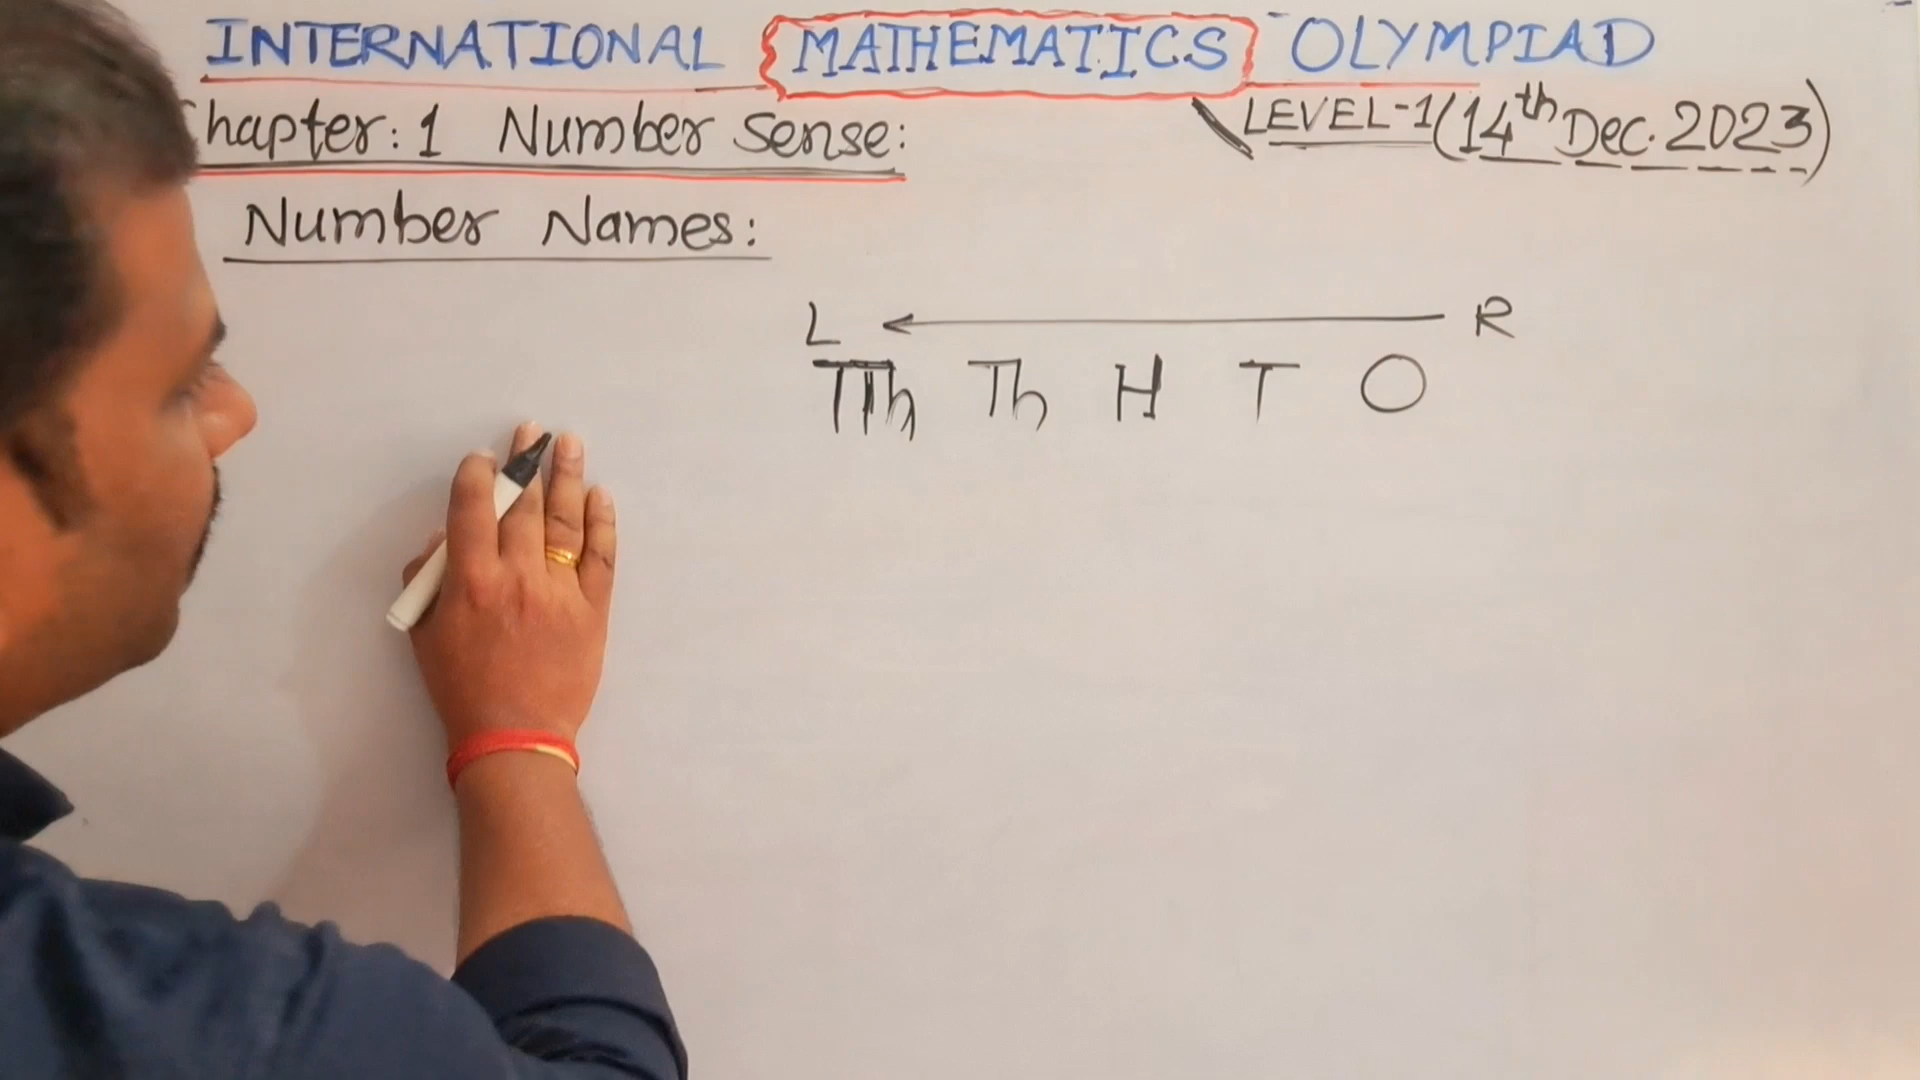 INTERNATIONAL MATHEMATICS OLYMPIAD
Chapter: 1 Number Sense:
LEVEL-1 (14th Dec. 2023)
Number Names:
L R
TTh Th H T O